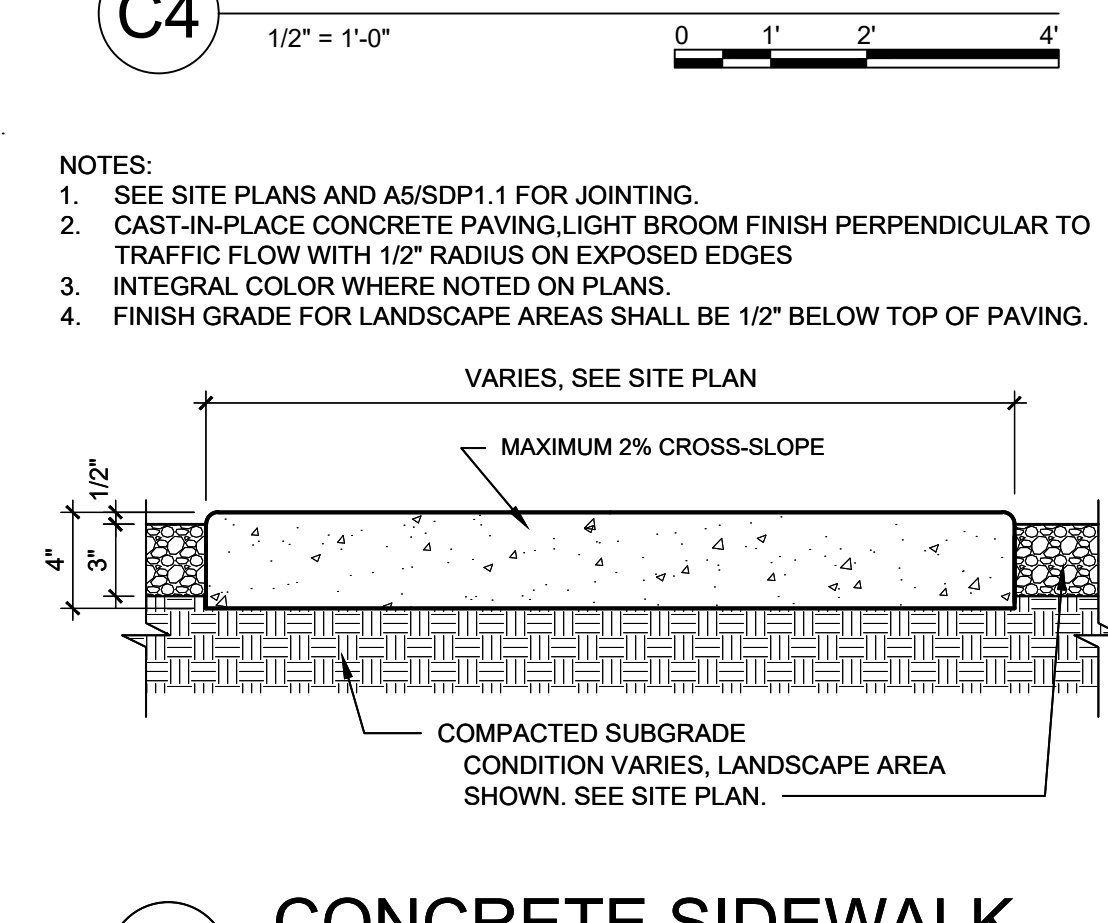 C4
1/2" = 1'-0"
0 1' 2' 4'
NOTES:
1. SEE SITE PLANS AND A5/SDP1.1 FOR JOINTING.
2. CAST-IN-PLACE CONCRETE PAVING,LIGHT BROOM FINISH PERPENDICULAR TO
TRAFFIC FLOW WITH 1/2" RADIUS ON EXPOSED EDGES
3. INTEGRAL COLOR WHERE NOTED ON PLANS.
4. FINISH GRADE FOR LANDSCAPE AREAS SHALL BE 1/2" BELOW TOP OF PAVING.
VARIES, SEE SITE PLAN
MAXIMUM 2% CROSS-SLOPE
1/2"
4"
3"
COMPACTED SUBGRADE
CONDITION VARIES, LANDSCAPE AREA
SHOWN. SEE SITE PLAN.
CONCRETE SIDEWALK